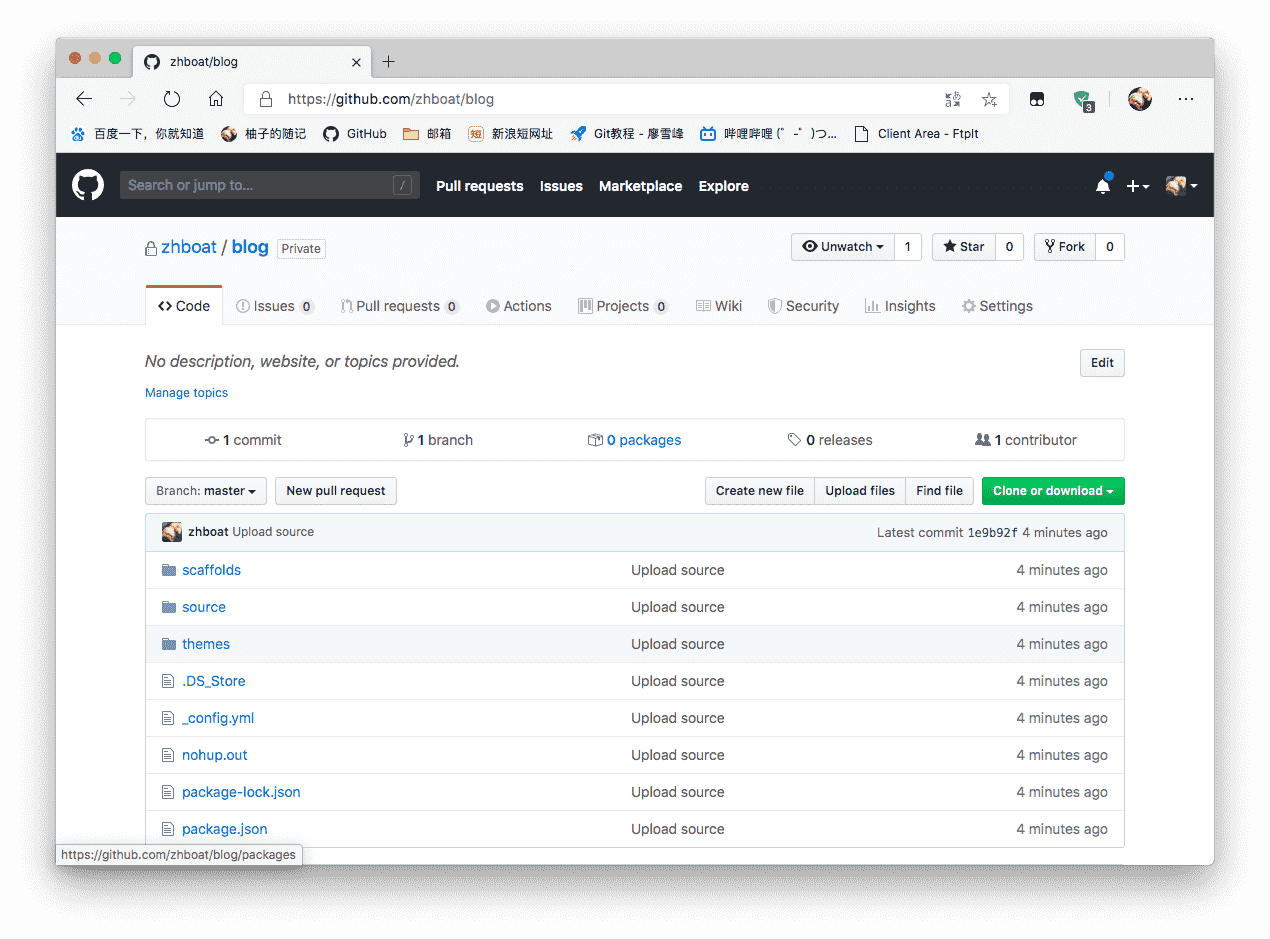 zhboat/blog
https://github.com/zhboat/blog
3
百度一下，你就知道 柚子的随记 GitHub 邮箱 短 新浪短网址 Git教程 - 廖雪峰 哔哩哔哩 (゜-゜)つ... Client Area - FtpIt
Search or jump to... / Pull requests Issues Marketplace Explore
zhboat / blog Private Unwatch 1 Star 0 Fork 0
Code Issues 0 Pull requests 0 Actions Projects 0 Wiki Security Insights Settings
No description, website, or topics provided. Edit
Manage topics
1 commit 1 branch 0 packages 0 releases 1 contributor
Branch: master New pull request Create new file Upload files Find file Clone or download
zhboat Upload source Latest commit 1e9b92f 4 minutes ago
scaffolds Upload source 4 minutes ago
source Upload source 4 minutes ago
themes Upload source 4 minutes ago
.DS_Store Upload source 4 minutes ago
_config.yml Upload source 4 minutes ago
nohup.out Upload source 4 minutes ago
package-lock.json Upload source 4 minutes ago
package.json Upload source 4 minutes ago
https://github.com/zhboat/blog/packages